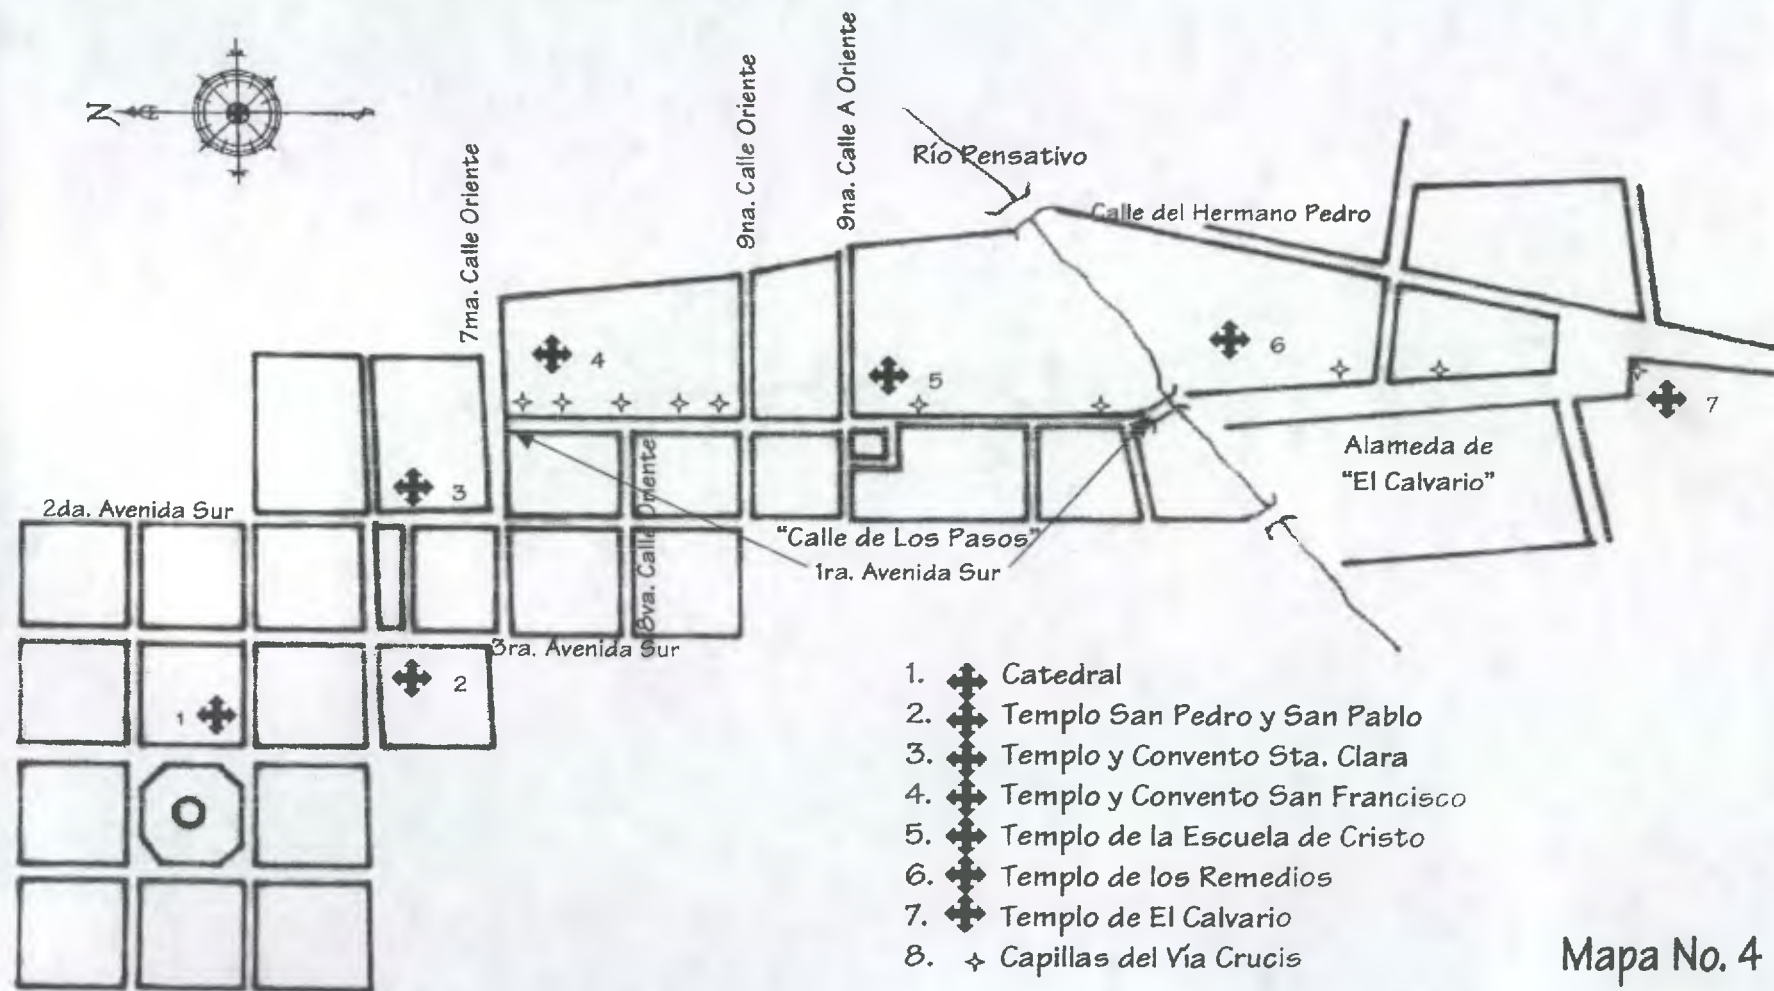 N
7ma. Calle Oriente
9na. Calle Oriente
9na. Calle A Oriente
Río Pensativo
Calle del Hermano Pedro
4
5
6
7
3
2da. Avenida Sur
8va. Calle Oriente
Alameda de
"El Calvario"
"Calle de Los Pasos"
1ra. Avenida Sur
3ra. Avenida Sur
2
1
1. Catedral
2. Templo San Pedro y San Pablo
3. Templo y Convento Sta. Clara
4. Templo y Convento San Francisco
5. Templo de la Escuela de Cristo
6. Templo de los Remedios
7. Templo de El Calvario
8. Capillas del Vía Crucis
Mapa No. 4